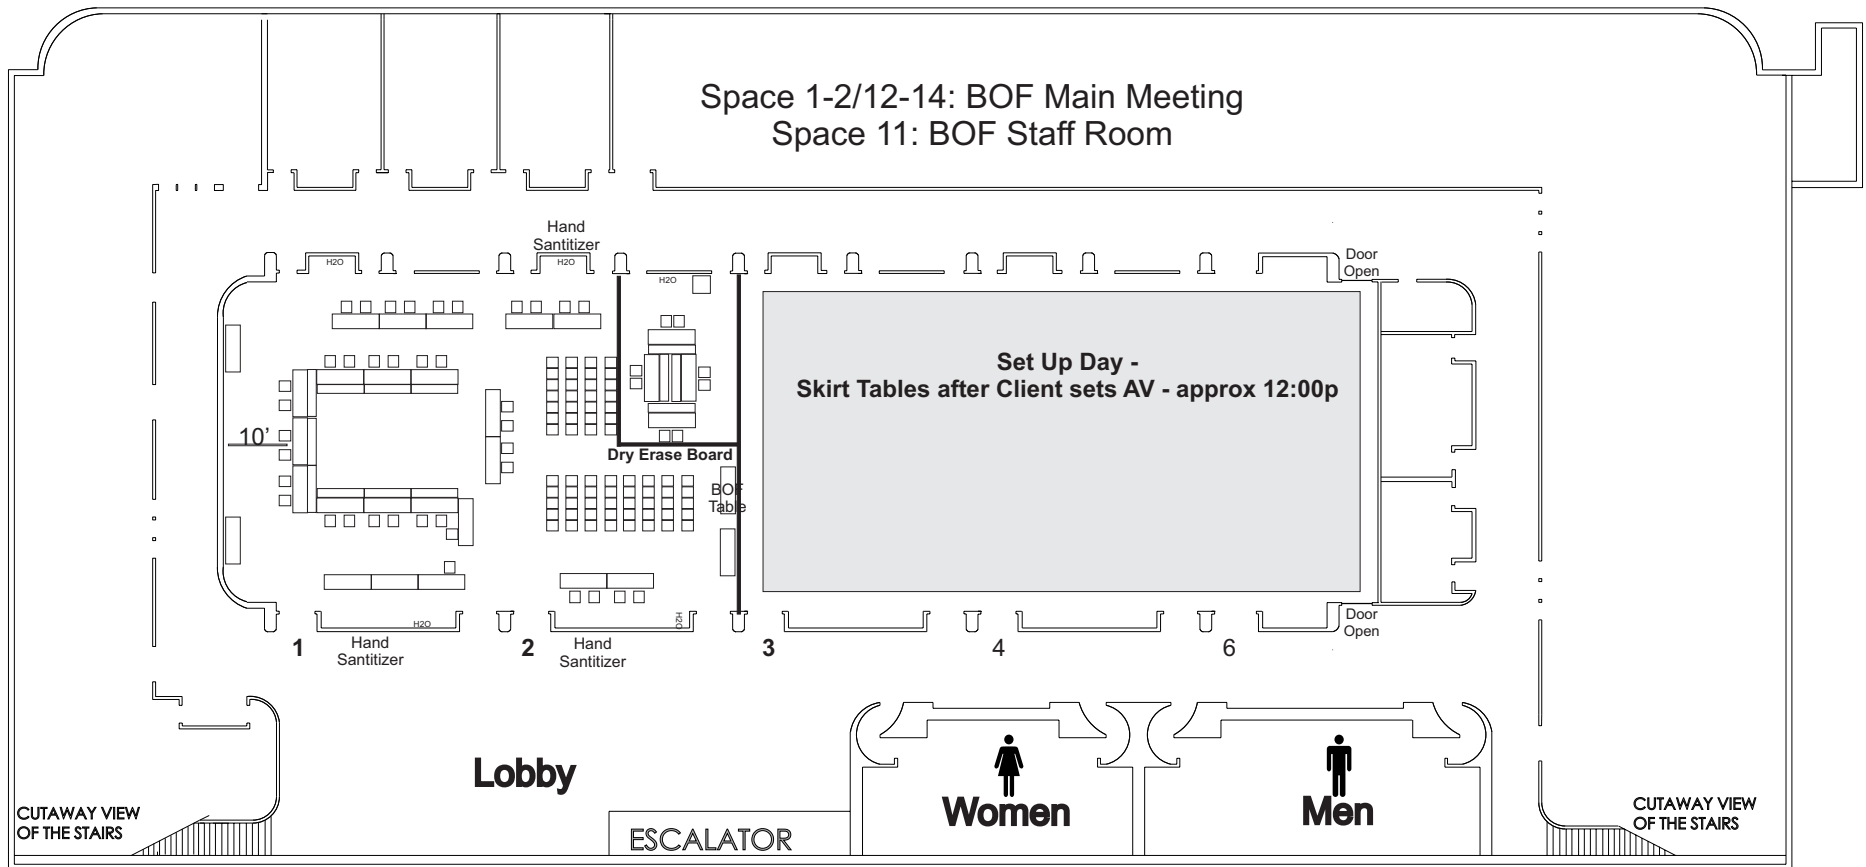 Space 1-2/12-14: BOF Main Meeting
Space 11: BOF Staff Room
Hand
Santitizer
H2O
H2O
H2O
Door
Open
Set Up Day -
Skirt Tables after Client sets AV - approx 12:00p
10'
Dry Erase Board
BOF
Table
H2O
H2O
Door
Open
1
Hand
Santitizer
2
Hand
Santitizer
3
4
6
Lobby
Women
Men
CUTAWAY VIEW
OF THE STAIRS
ESCALATOR
CUTAWAY VIEW
OF THE STAIRS